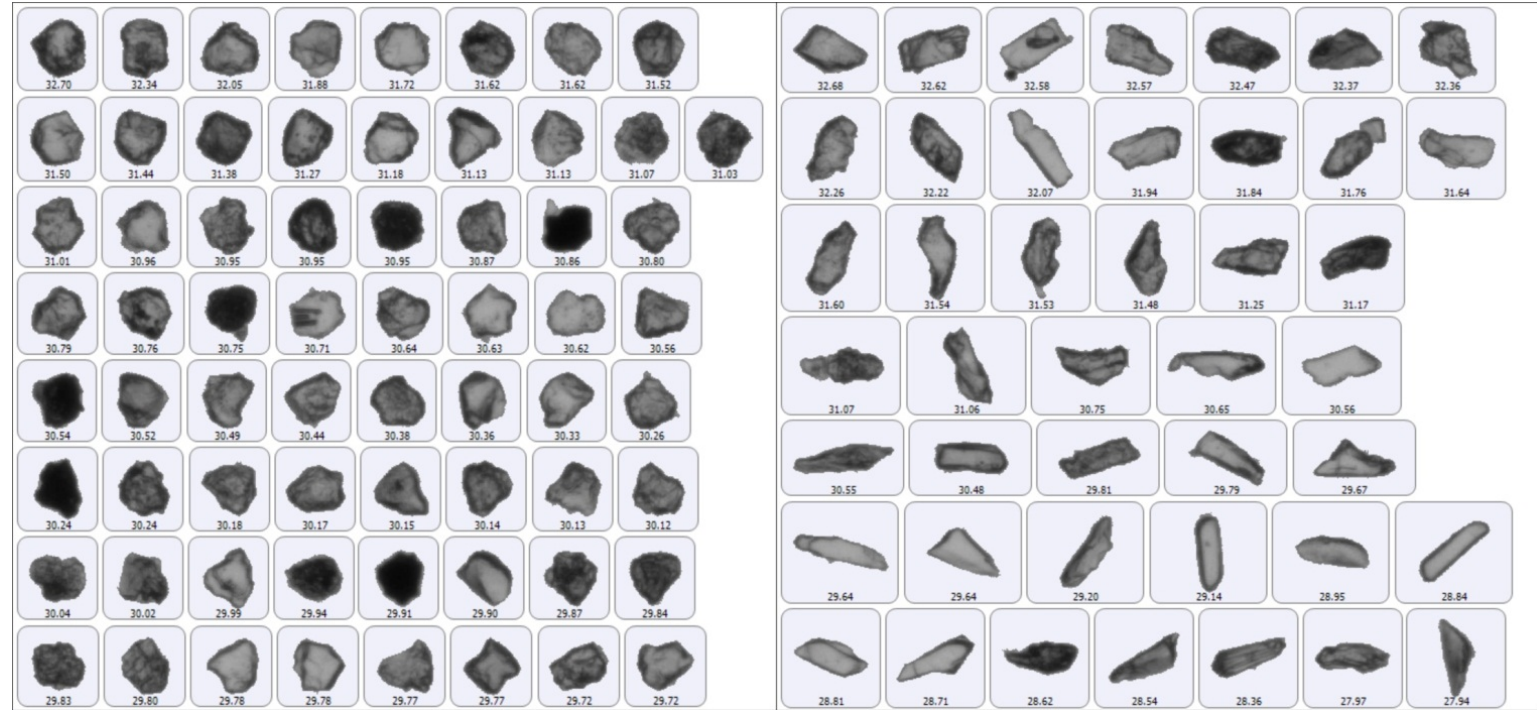 32.70 32.34 32.05 31.88 31.72 31.62 31.62 31.52
31.50 31.44 31.38 31.27 31.18 31.13 31.13 31.07 31.03
31.01 30.96 30.95 30.95 30.95 30.87 30.86 30.80
30.79 30.76 30.75 30.71 30.64 30.63 30.62 30.56
30.54 30.52 30.49 30.44 30.38 30.36 30.33 30.26
30.24 30.24 30.18 30.17 30.15 30.14 30.13 30.12
30.04 30.02 29.99 29.94 29.91 29.90 29.87 29.84
29.83 29.80 29.78 29.78 29.77 29.77 29.72 29.72
32.68 32.62 32.58 32.57 32.47 32.37 32.36
32.26 32.22 32.07 31.94 31.84 31.76 31.64
31.60 31.54 31.53 31.48 31.25 31.17
31.07 31.06 30.75 30.65 30.56
30.55 30.48 29.81 29.79 29.67
29.64 29.64 29.20 29.14 28.95 28.84
28.81 28.71 28.62 28.54 28.36 27.97 27.94